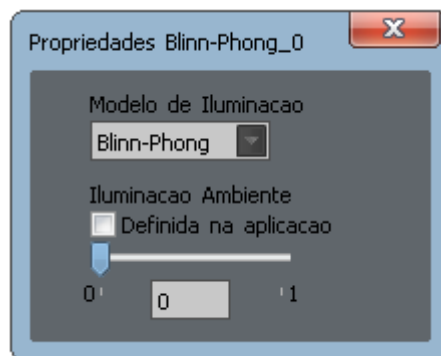 Propriedades Blinn-Phong_0
Modelo de Iluminacao
Blinn-Phong
Iluminacao Ambiente
Definida na aplicacao
0 1
0